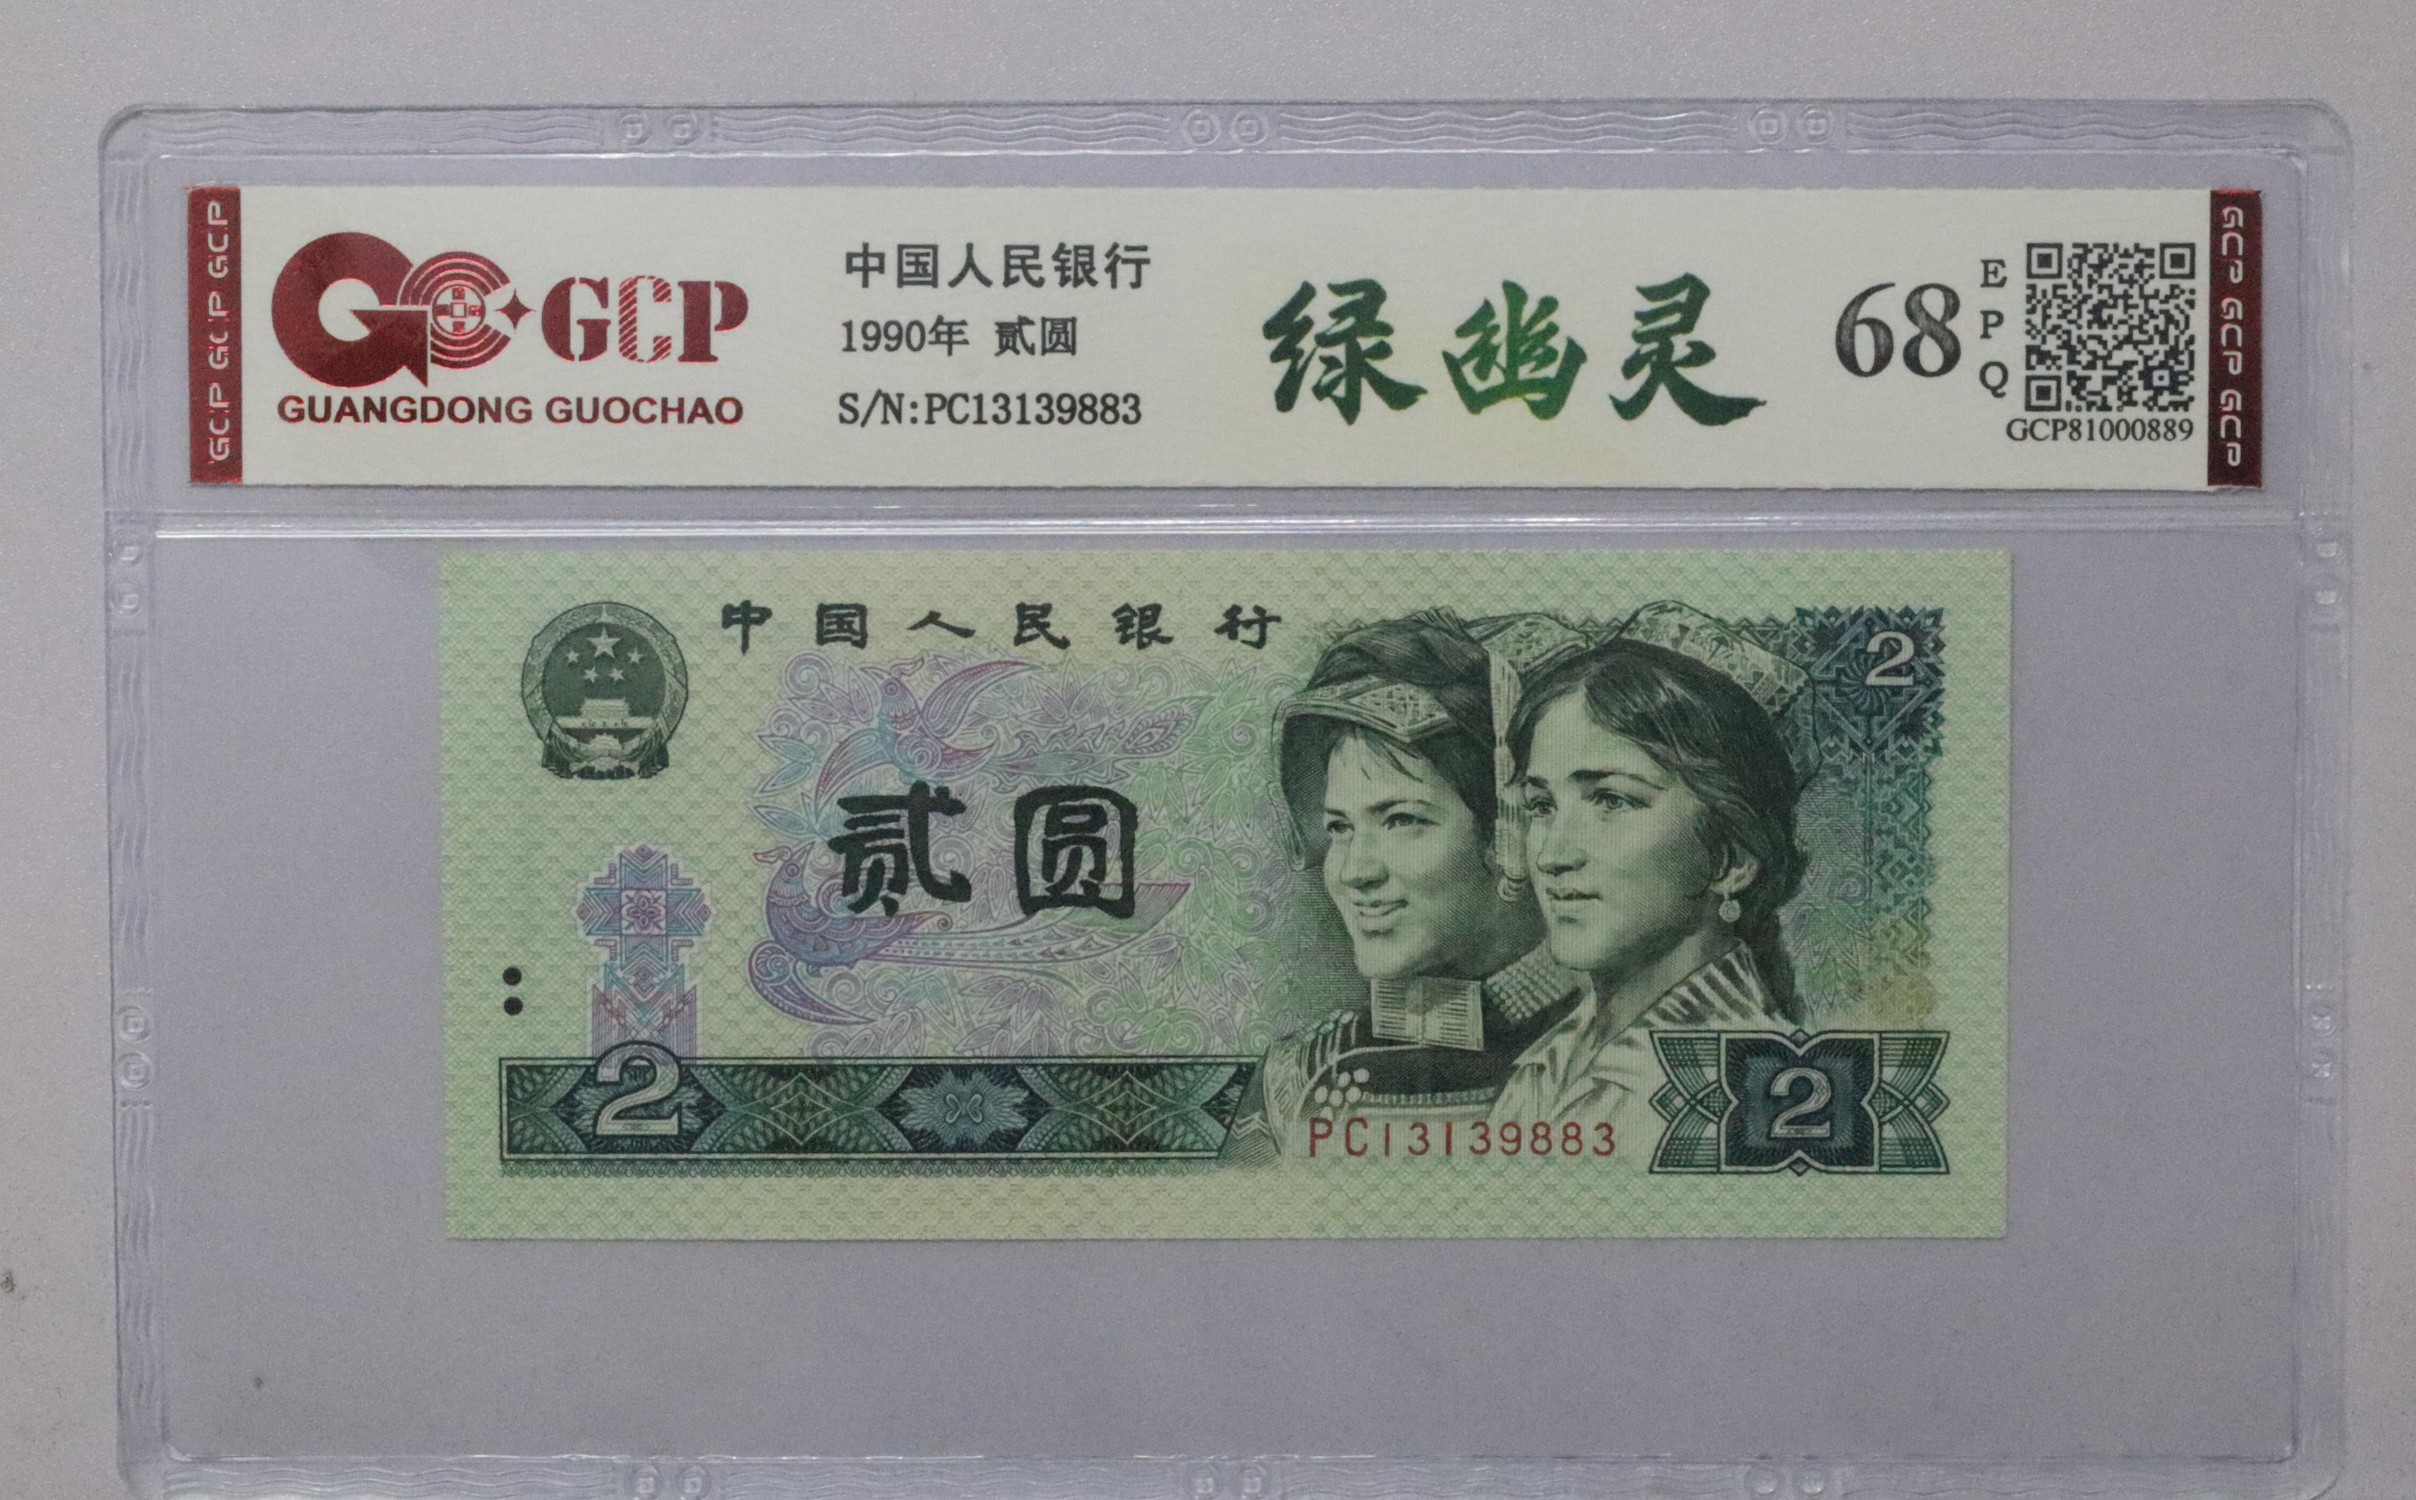 GCP GCP GCP
GCP
GUANGDONG GUOCHAO
中国人民银行
1990年 贰圆
S/N:PC13139883
绿幽灵
68
EPQ
GCP81000889
GCP GCP GCP
中国人民银行
2
贰圆
2
PC13139883
2